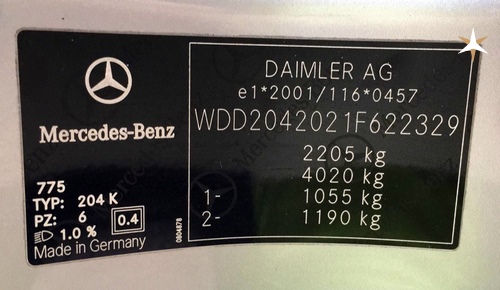 DAIMLER AG
e1*2001/116*0457
WDD2042021F622329
2205 kg
4020 kg
1- 1055 kg
2- 1190 kg
Mercedes-Benz
775
TYP: 204 K
PZ: 6 0.4
1.0 %
Made in Germany
0804878